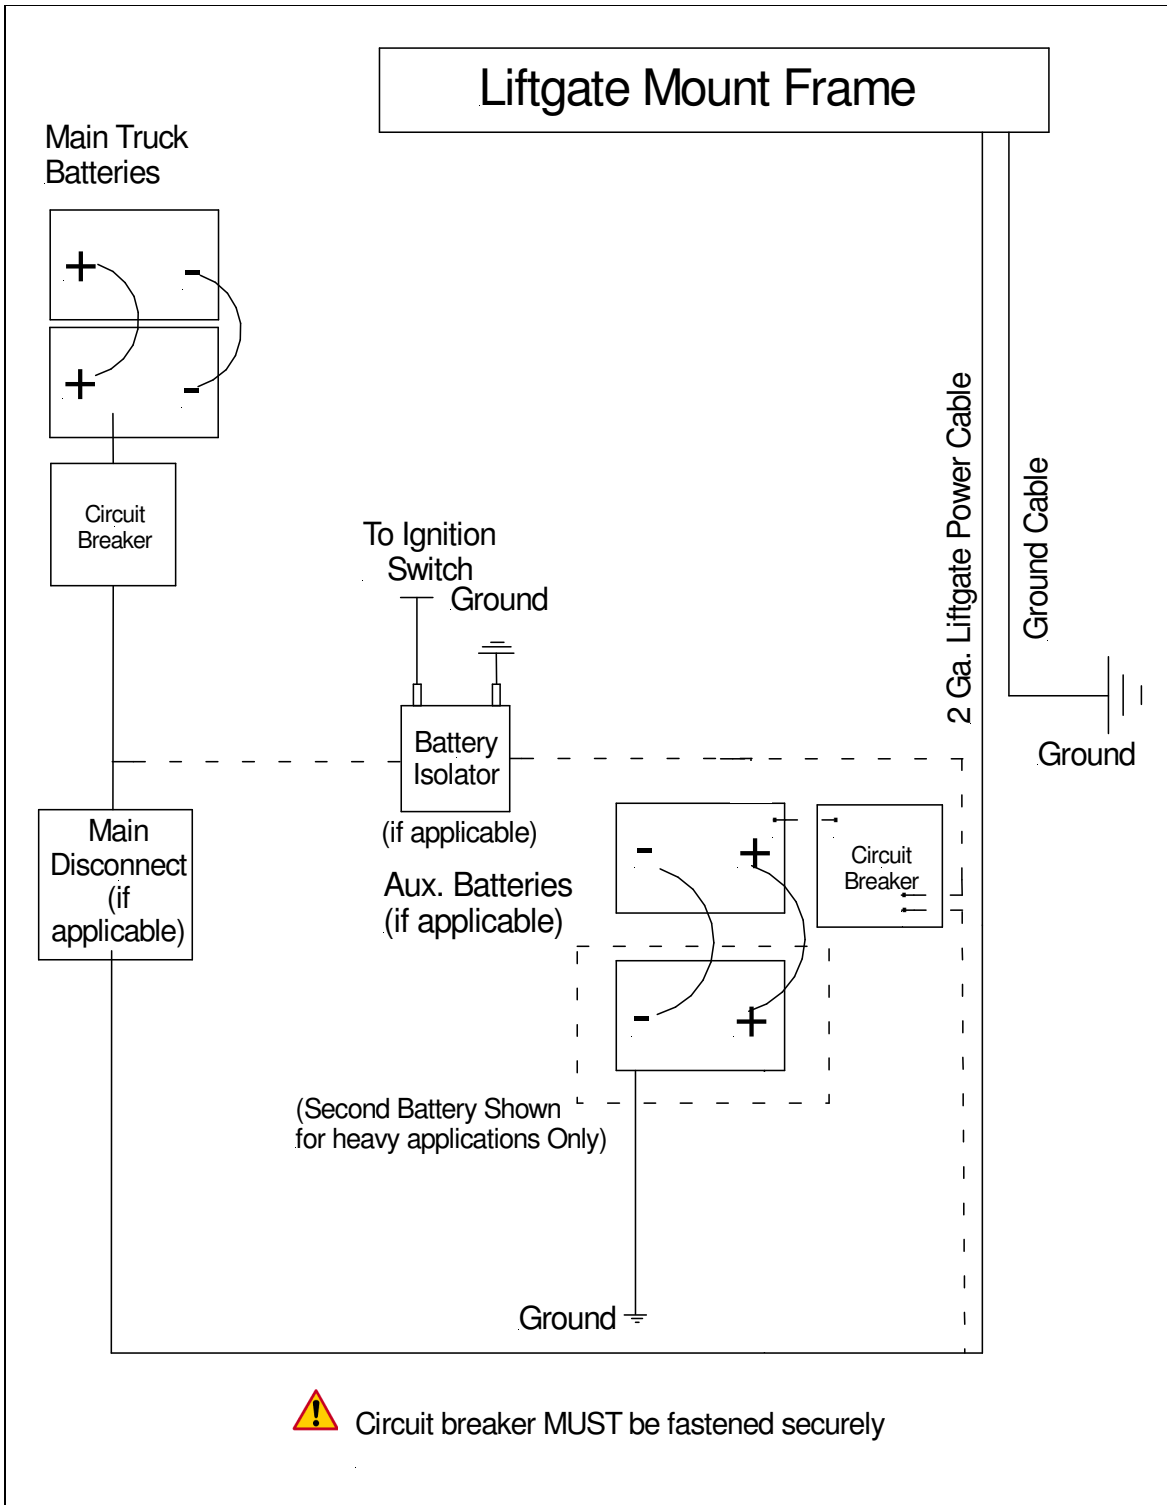 Liftgate Mount Frame
Main Truck
Batteries
+
-
+
-
Circuit
Breaker
To Ignition
Switch
Ground
2 Ga. Liftgate Power Cable
Ground Cable
Ground
Battery
Isolator
(if applicable)
Main
Disconnect
(if
applicable)
Aux. Batteries
(if applicable)
-
+
Circuit
Breaker
-
+
(Second Battery Shown
for heavy applications Only)
Ground
Circuit breaker MUST be fastened securely